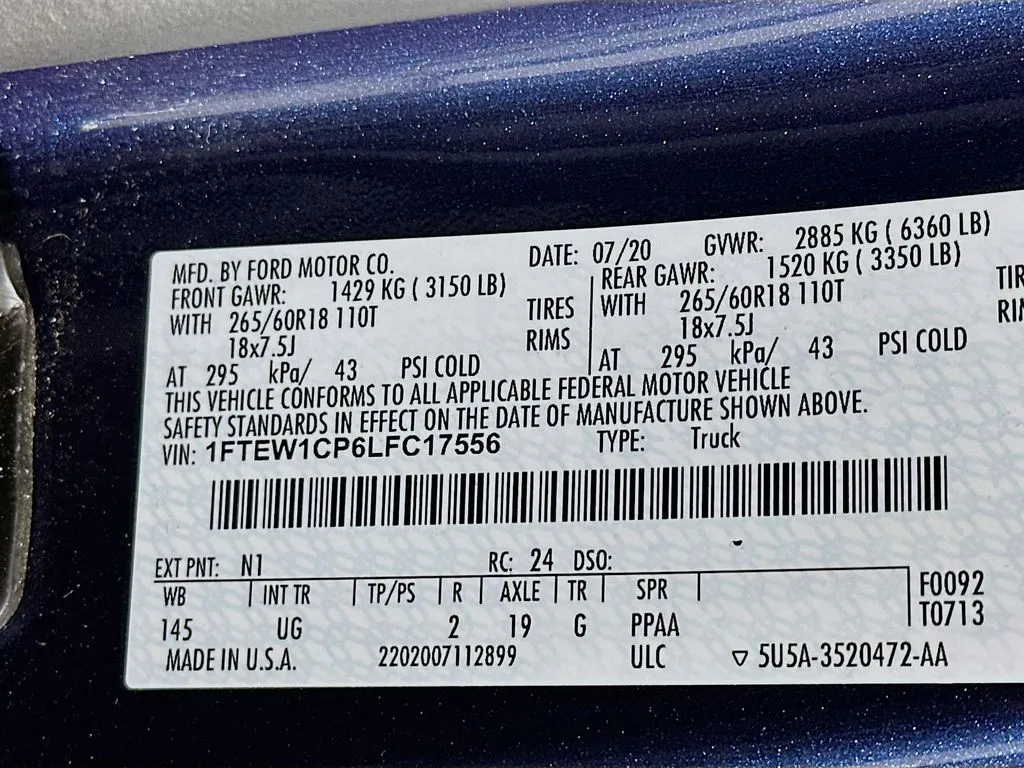 MFD. BY FORD MOTOR CO. DATE: 07/20 GVWR: 2885 KG ( 6360 LB)
FRONT GAWR: 1429 KG ( 3150 LB) REAR GAWR: 1520 KG ( 3350 LB)
WITH 265/60R18 110T TIRES WITH 265/60R18 110T
18x7.5J RIMS 18x7.5J
AT 295 kPa/ 43 PSI COLD AT 295 kPa/ 43 PSI COLD
THIS VEHICLE CONFORMS TO ALL APPLICABLE FEDERAL MOTOR VEHICLE
SAFETY STANDARDS IN EFFECT ON THE DATE OF MANUFACTURE SHOWN ABOVE.
VIN: 1FTEW1CP6LFC17556 TYPE: Truck
EXT PNT: N1 RC: 24 DSO:
WB INT TR TP/PS R AXLE TR SPR F0092
145 UG 2 19 G PPAA T0713
MADE IN U.S.A. 2202007112899 ULC 5U5A-3520472-AA